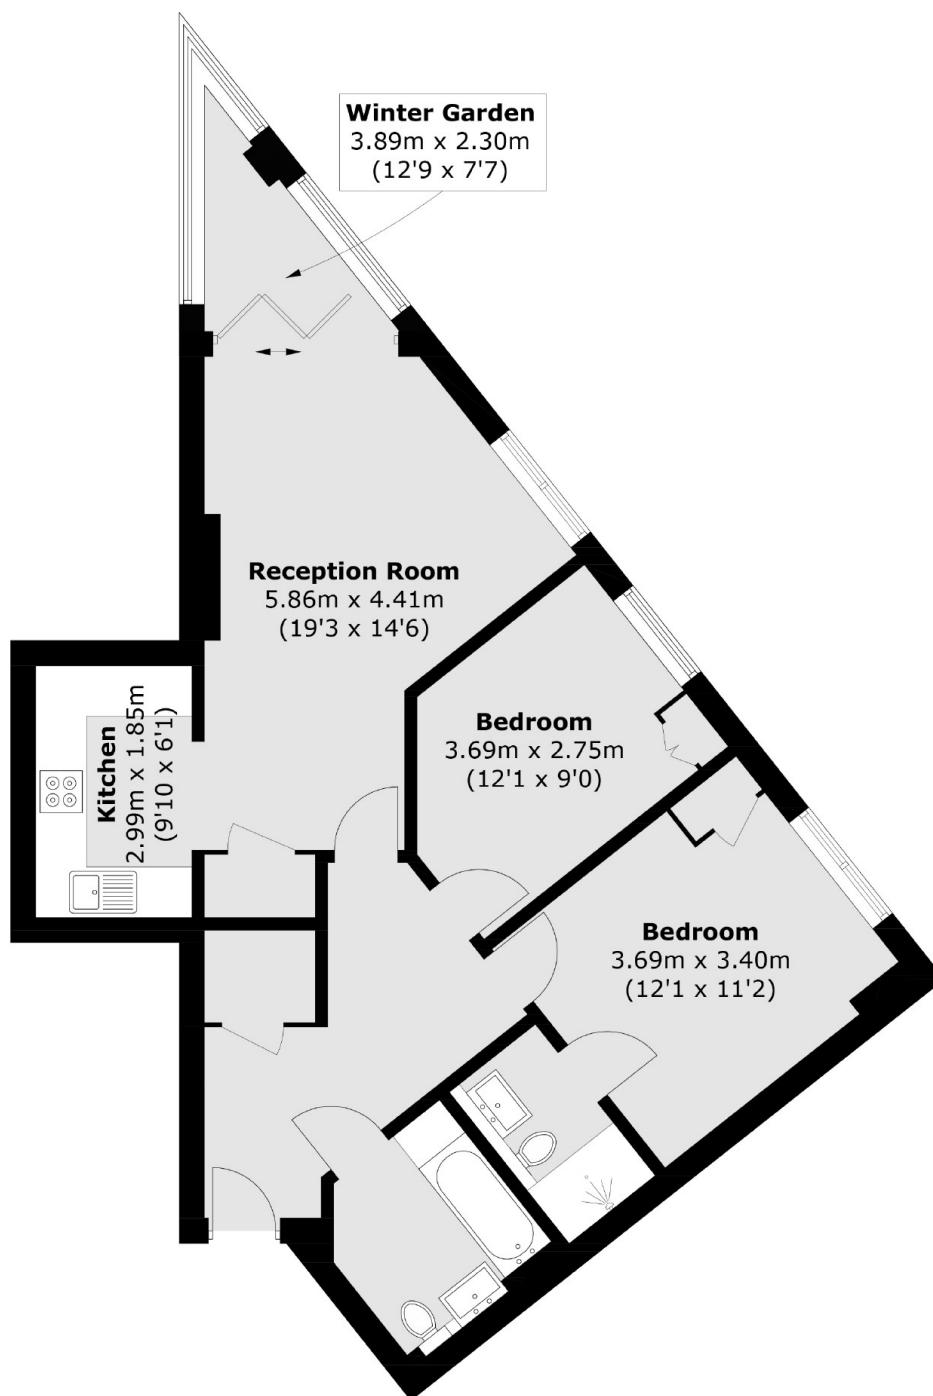 Winter Garden
3.89m x 2.30m
(12'9 x 7'7)
Reception Room
5.86m x 4.41m
(19'3 x 14'6)
Kitchen
2.99m x 1.85m
(9'10 x 6'1)
Bedroom
3.69m x 2.75m
(12'1 x 9'0)
Bedroom
3.69m x 3.40m
(12'1 x 11'2)